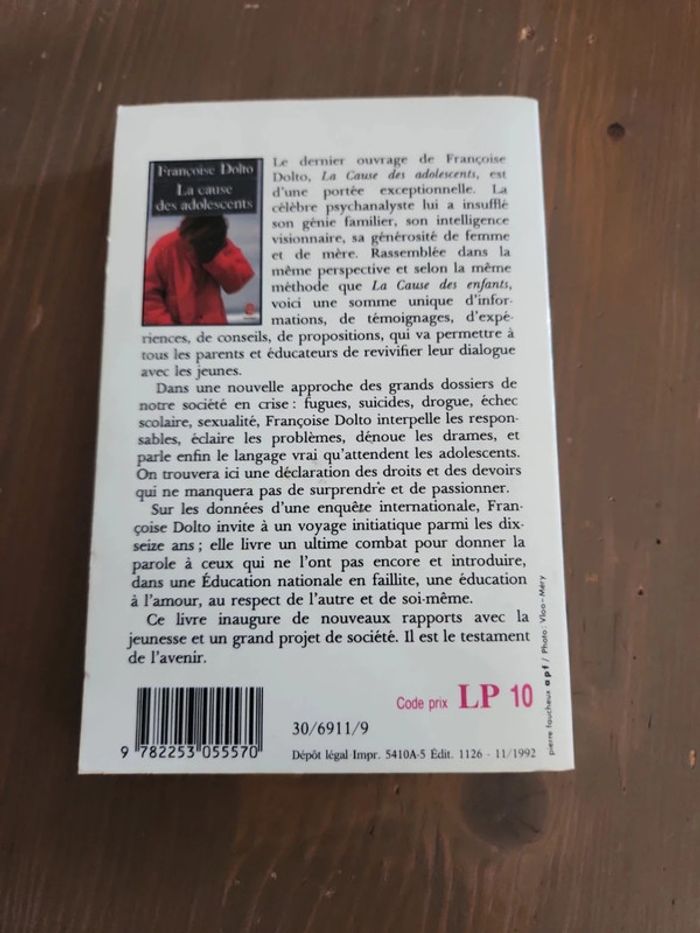 Françoise Dolto
La cause
des adolescents
Le dernier ouvrage de Françoise
Dolto, La Cause des adolescents, est
d'une portée exceptionnelle. La
célèbre psychanalyste lui a insufflé
son génie familier, son intelligence
visionnaire, sa générosité de femme
et de mère. Rassemblée dans la
même perspective et selon la même
méthode que La Cause des enfants,
voici une somme unique d'infor-
mations, de témoignages, d'expé-
riences, de conseils, de propositions, qui va permettre à
tous les parents et éducateurs de revivifier leur dialogue
avec les jeunes.
Dans une nouvelle approche des grands dossiers de
notre société en crise : fugues, suicides, drogue, échec
scolaire, sexualité, Françoise Dolto interpelle les respon-
sables, éclaire les problèmes, dénoue les drames, et
parle enfin le langage vrai qu'attendent les adolescents.
On trouvera ici une déclaration des droits et des devoirs
qui ne manquera pas de surprendre et de passionner.
Sur les données d'une enquête internationale, Fran-
çoise Dolto invite à un voyage initiatique parmi les dix-
seize ans ; elle livre un ultime combat pour donner la
parole à ceux qui ne l'ont pas encore et introduire,
dans une Éducation nationale en faillite, une éducation
à l'amour, au respect de l'autre et de soi-même.
Ce livre inaugure de nouveaux rapports avec la
jeunesse et un grand projet de société. Il est le testament
de l'avenir.
pierre faucheux apf / Photo : Vloo-Méry
Code prix LP 10
30/6911/9
9 782253 055570
Dépôt légal Impr. 5410A-5 Édit. 1126 - 11/1992